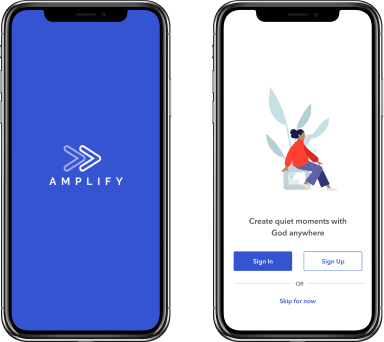 AMPLIFY
Create quiet moments with
God anywhere
Sign In
Sign Up
OR
Skip for now